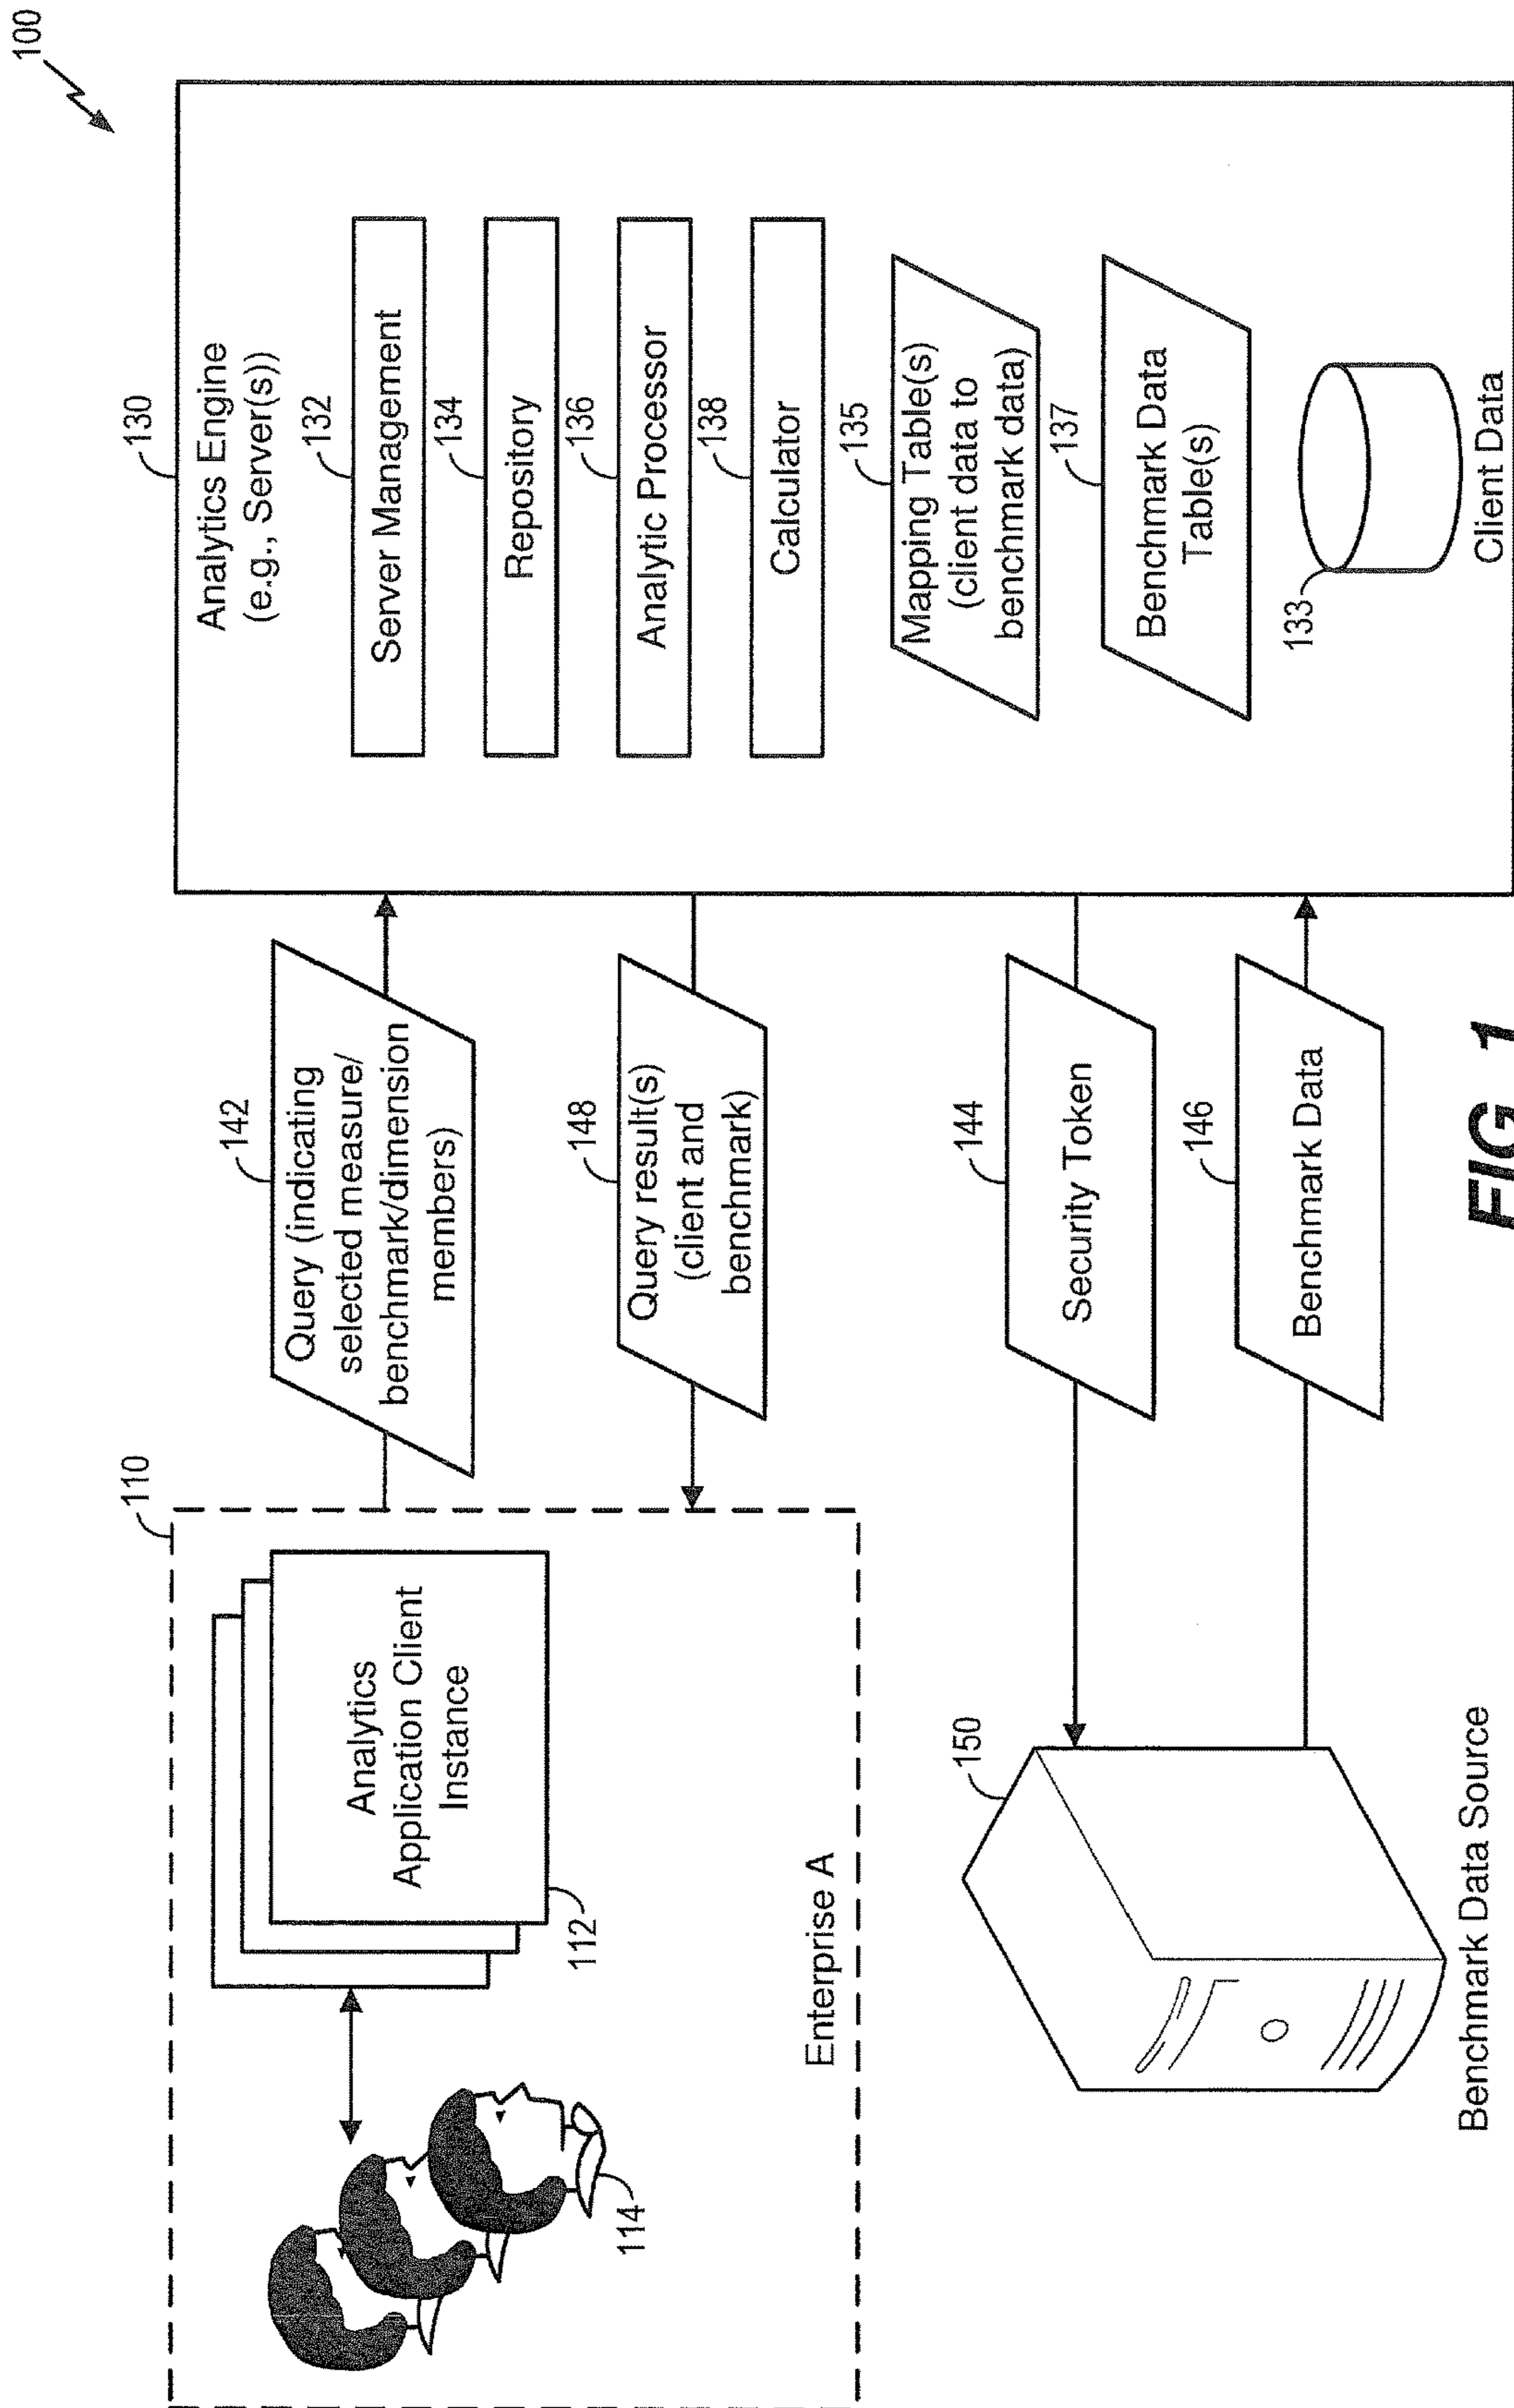 100
110
Analytics
Application Client
Instance
112
114
Enterprise A
142
Query (indicating
selected measure/
benchmark/dimension
members)
148
Query result(s)
(client and
benchmark)
144
Security Token
146
Benchmark Data
150
Benchmark Data Source
130
Analytics Engine
(e.g., Server(s))
132
Server Management
134
Repository
136
Analytic Processor
138
Calculator
135
Mapping Table(s)
(client data to
benchmark data)
137
Benchmark Data
Table(s)
133
Client Data
FIG. 1